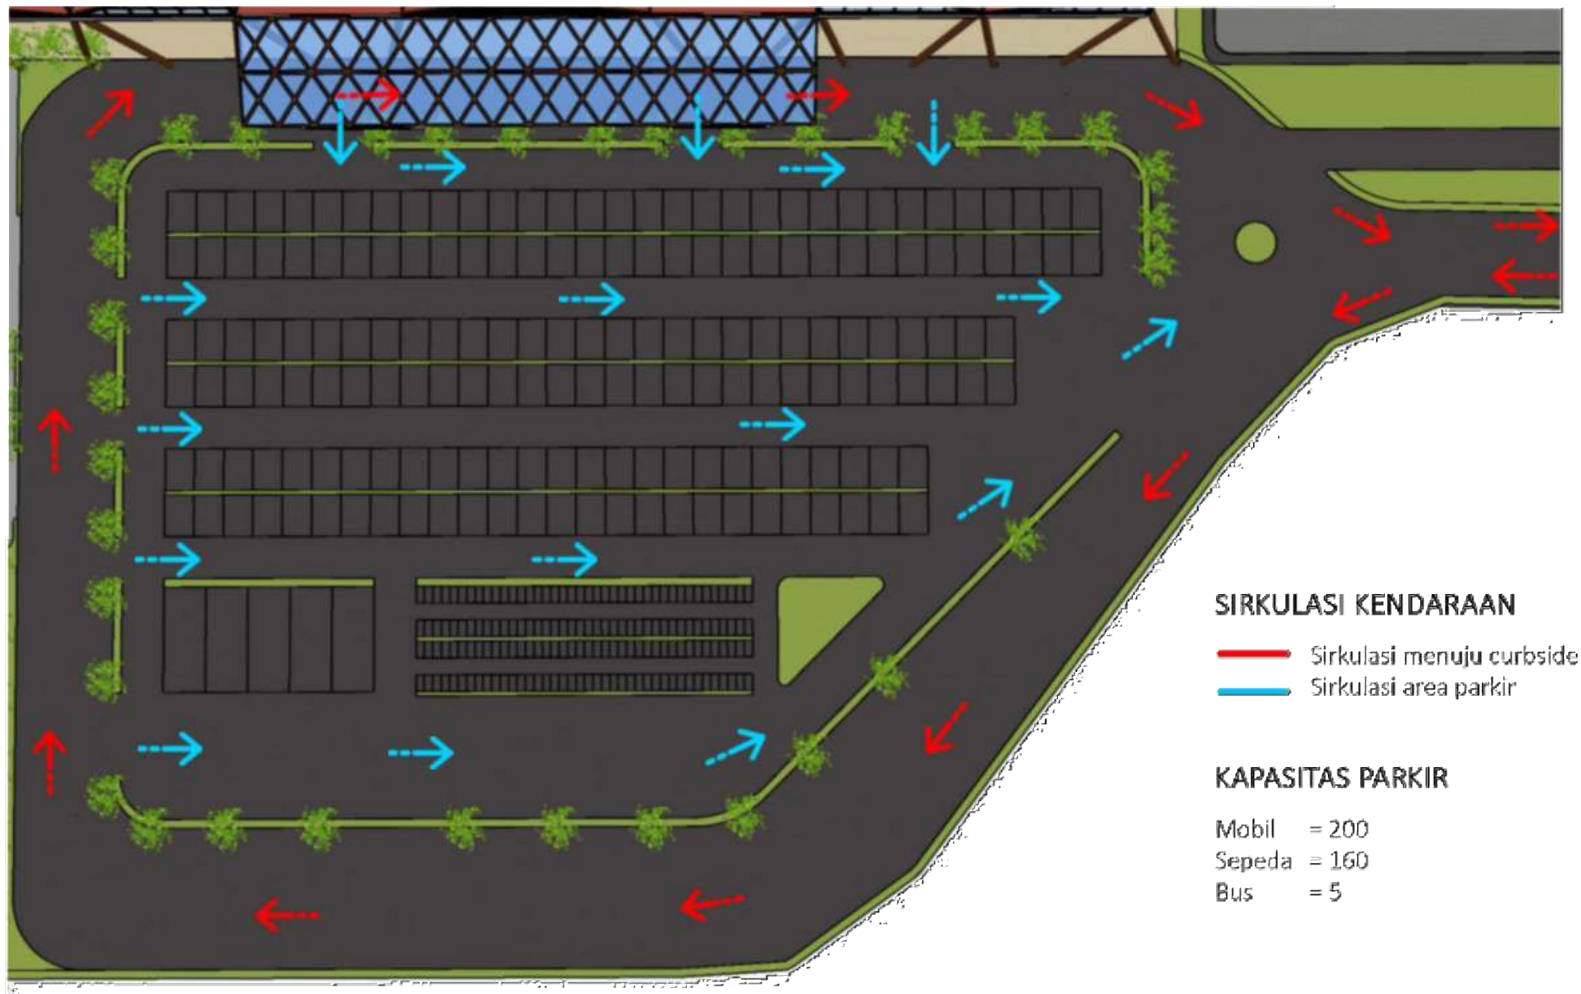 SIRKULASI KENDARAAN
Sirkulasi menuju curbside
Sirkulasi area parkir
KAPASITAS PARKIR
Mobil = 200
Sepeda = 160
Bus = 5